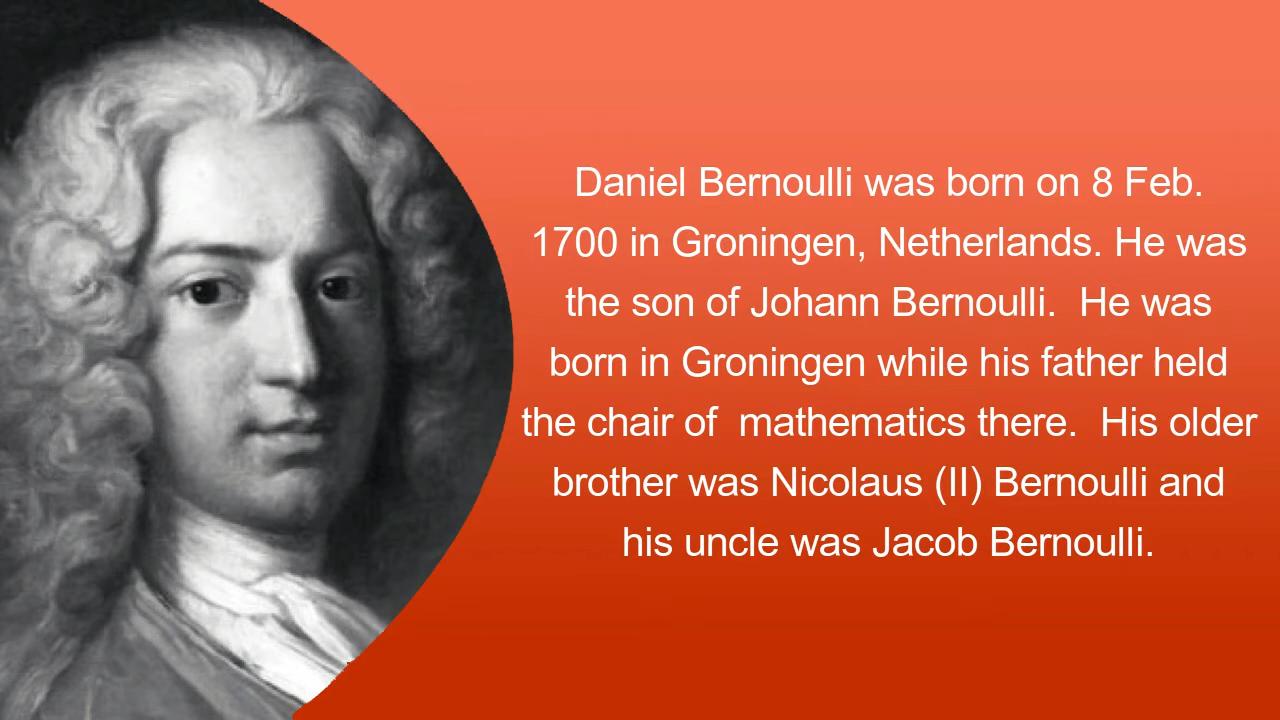 Daniel Bernoulli was born on 8 Feb.
1700 in Groningen, Netherlands. He was
the son of Johann Bernoulli.  He was
born in Groningen while his father held
the chair of  mathematics there.  His older
brother was Nicolaus (II) Bernoulli and
his uncle was Jacob Bernoulli.